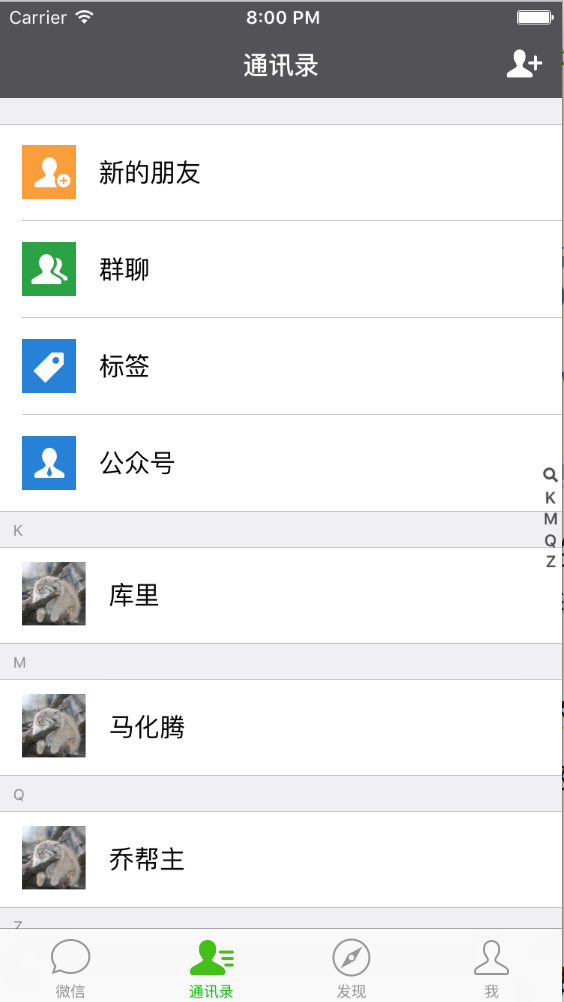 Carrier 8:00 PM
通讯录
新的朋友
群聊
标签
公众号
K
M
Q
Z
K
库里
M
马化腾
Q
乔帮主
Z
微信 通讯录 发现 我